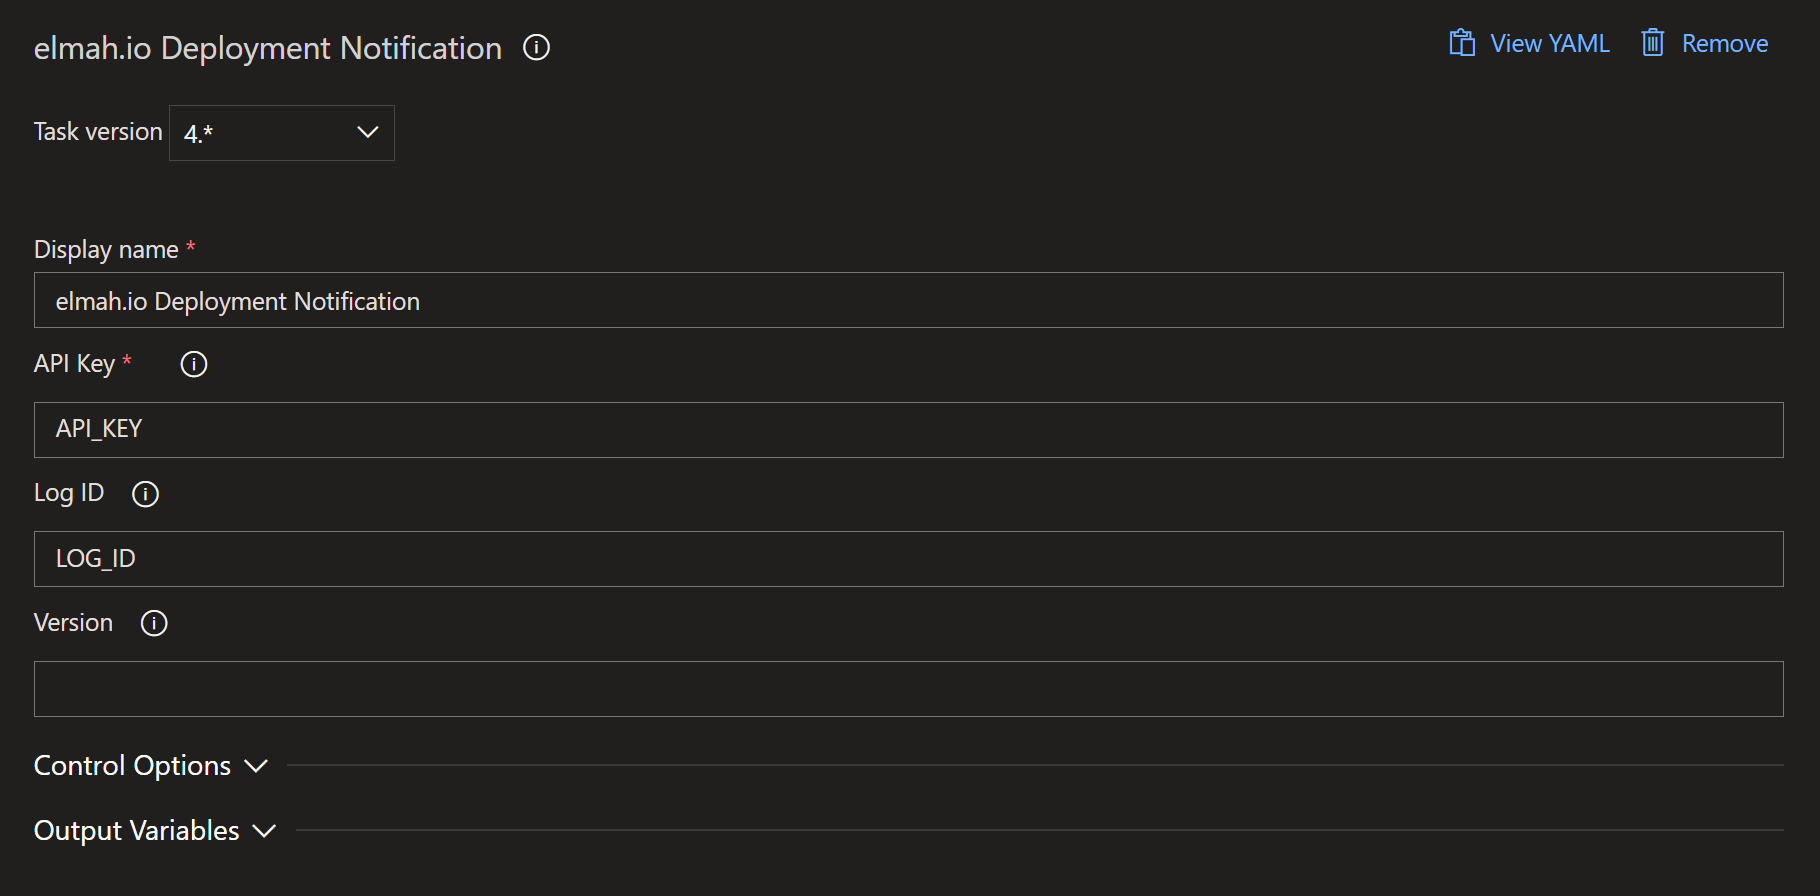 elmah.io Deployment Notification
View YAML
Remove
Task version 4.*
Display name *
elmah.io Deployment Notification
API Key *
API_KEY
Log ID
LOG_ID
Version
Control Options
Output Variables